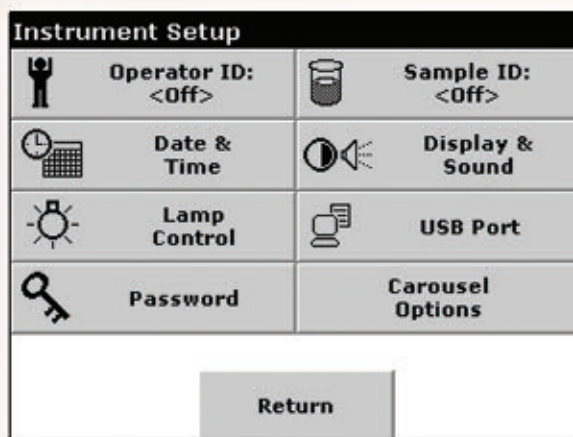 Instrument Setup
Operator ID:
<Off>
Sample ID:
<Off>
Date &
Time
Display &
Sound
Lamp
Control
USB Port
Password
Carousel
Options
Return